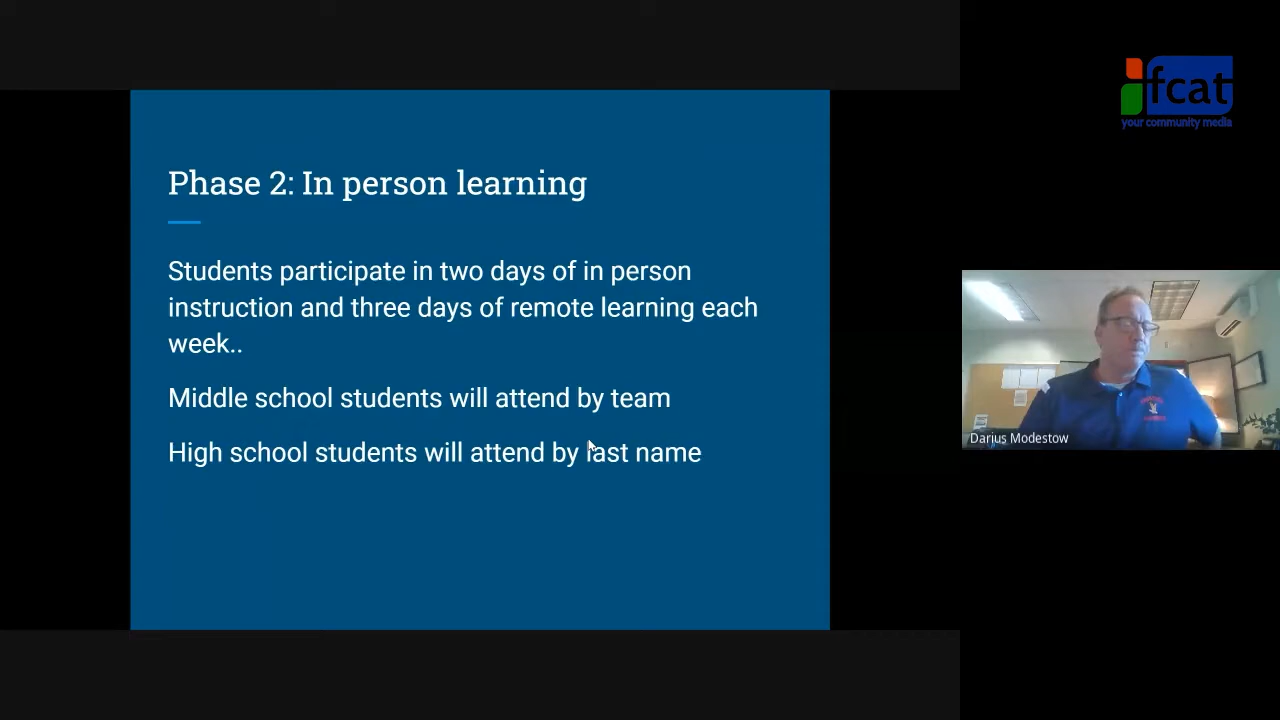 Phase 2: In person learning
Students participate in two days of in person
instruction and three days of remote learning each
week..
Middle school students will attend by team
High school students will attend by last name
fcat
your community media
Darius Modestow